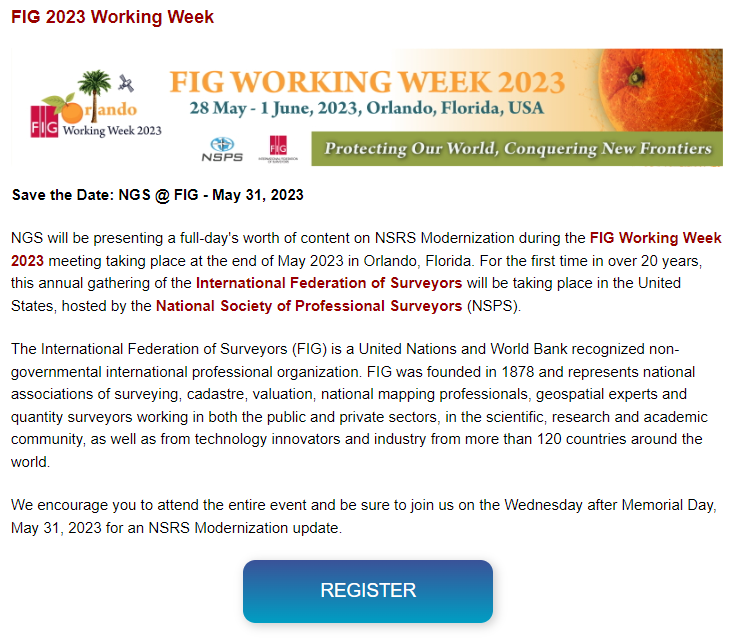 FIG 2023 Working Week
FIG WORKING WEEK 2023
28 May - 1 June, 2023, Orlando, Florida, USA
Orlando
FIG Working Week 2023
NSPS
FIG
Protecting Our World, Conquering New Frontiers
Save the Date: NGS @ FIG - May 31, 2023
NGS will be presenting a full-day's worth of content on NSRS Modernization during the FIG Working Week
2023 meeting taking place at the end of May 2023 in Orlando, Florida. For the first time in over 20 years,
this annual gathering of the International Federation of Surveyors will be taking place in the United
States, hosted by the National Society of Professional Surveyors (NSPS).
The International Federation of Surveyors (FIG) is a United Nations and World Bank recognized non-
governmental international professional organization. FIG was founded in 1878 and represents national
associations of surveying, cadastre, valuation, national mapping professionals, geospatial experts and
quantity surveyors working in both the public and private sectors, in the scientific, research and academic
community, as well as from technology innovators and industry from more than 120 countries around the
world.
We encourage you to attend the entire event and be sure to join us on the Wednesday after Memorial Day,
May 31, 2023 for an NSRS Modernization update.
REGISTER